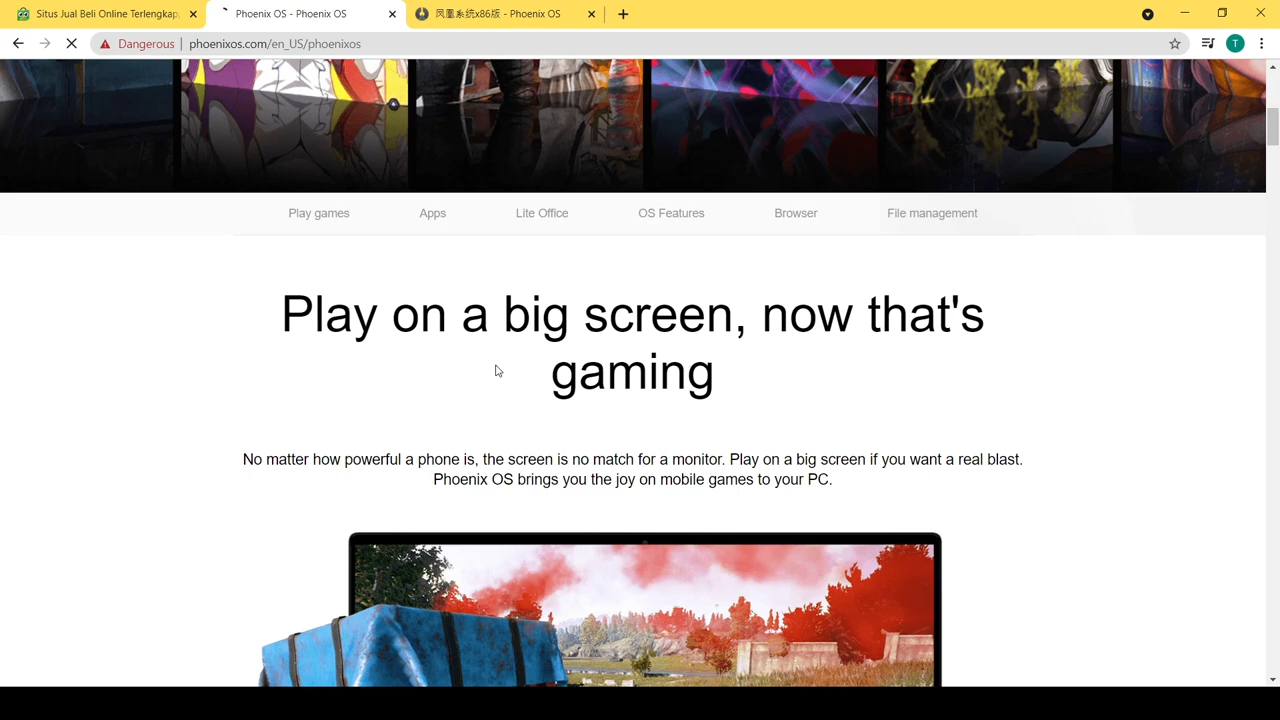 Situs Jual Beli Online Terlengkap,
Phoenix OS - Phoenix OS
凤凰系统x86版 - Phoenix OS
Dangerous
phoenixos.com/en_US/phoenixos
T
Play games
Apps
Lite Office
OS Features
Browser
File management
Play on a big screen, now that's
gaming
No matter how powerful a phone is, the screen is no match for a monitor. Play on a big screen if you want a real blast.
Phoenix OS brings you the joy on mobile games to your PC.